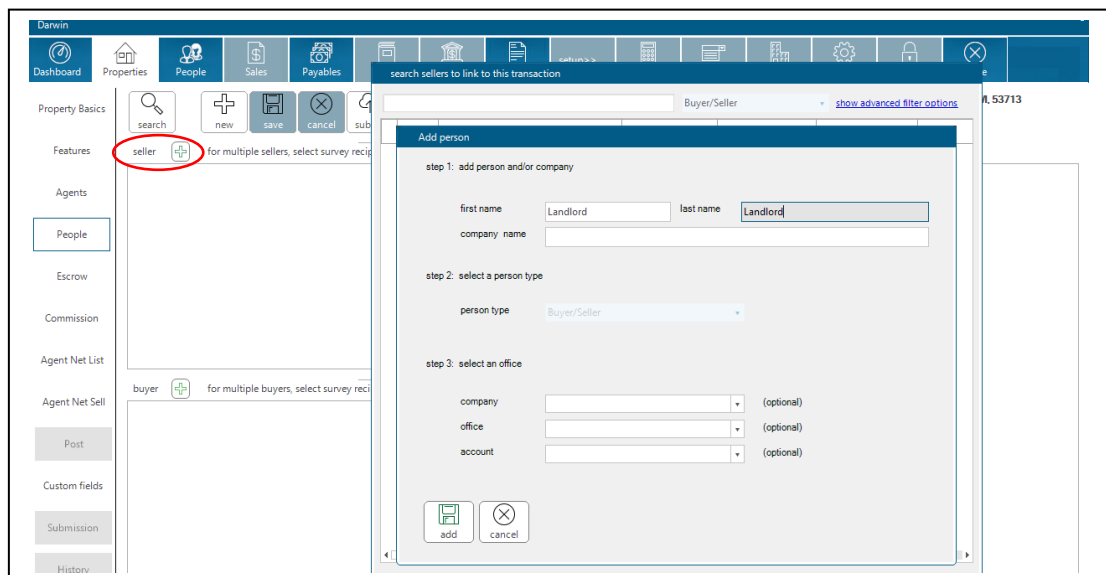 Darwin
Dashboard Properties People Sales Payables setup>>
search sellers to link to this transaction
Property Basics
search new save cancel sub
Buyer/Seller show advanced filter options 53713
Features
seller for multiple sellers, select survey recip
Add person
step 1: add person and/or company
Agents
first name Landlord last name Landlord
People
company name
Escrow
step 2: select a person type
Commission
person type Buyer/Seller
Agent Net List
step 3: select an office
Agent Net Sell
buyer for multiple buyers, select survey reci
company (optional)
office (optional)
Post
account (optional)
Custom fields
Submission
add cancel
History